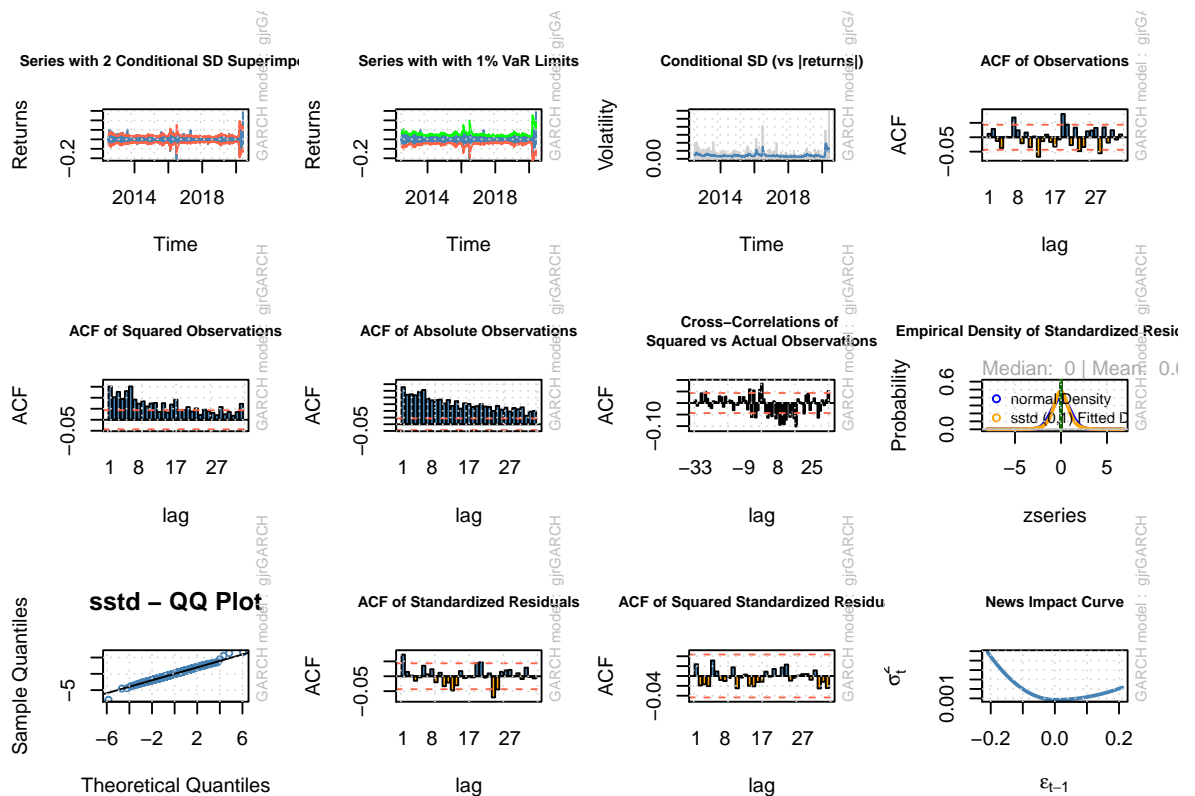 Series with 2 Conditional SD Superimp
Returns
−0.2
2014 2018
Time
GARCH model : gjrGA
Series with with 1% VaR Limits
Returns
−0.2
2014 2018
Time
GARCH model : gjrGA
Conditional SD (vs |returns|)
Volatility
0.00
2014 2018
Time
GARCH model : gjrGA
ACF of Observations
ACF
−0.05
1 8 17 27
lag
GARCH model : gjrGA
ACF of Squared Observations
ACF
−0.05
1 8 17 27
lag
GARCH model : gjrGARCH
ACF of Absolute Observations
ACF
−0.05
1 8 17 27
lag
GARCH model : gjrGARCH
Cross−Correlations of
Squared vs Actual Observations
ACF
−0.10
−33 −9 8 25
lag
GARCH model : gjrGARCH
Empirical Density of Standardized Resid
Median: 0 | Mean: 0.0
Probability
0.0 0.6
normal Density
sstd (0,1) Fitted D
−5 0 5
zseries
GARCH model : gjrGARCH
sstd − QQ Plot
Sample Quantiles
−5
−6 −2 2 6
Theoretical Quantiles
GARCH model : gjrGARCH
ACF of Standardized Residuals
ACF
−0.05
1 8 17 27
lag
GARCH model : gjrGARCH
ACF of Squared Standardized Residu
ACF
−0.04
1 8 17 27
lag
GARCH model : gjrGARCH
News Impact Curve
0.001
−0.2 0.0 0.2
εt−1
GARCH model : gjrGARCH